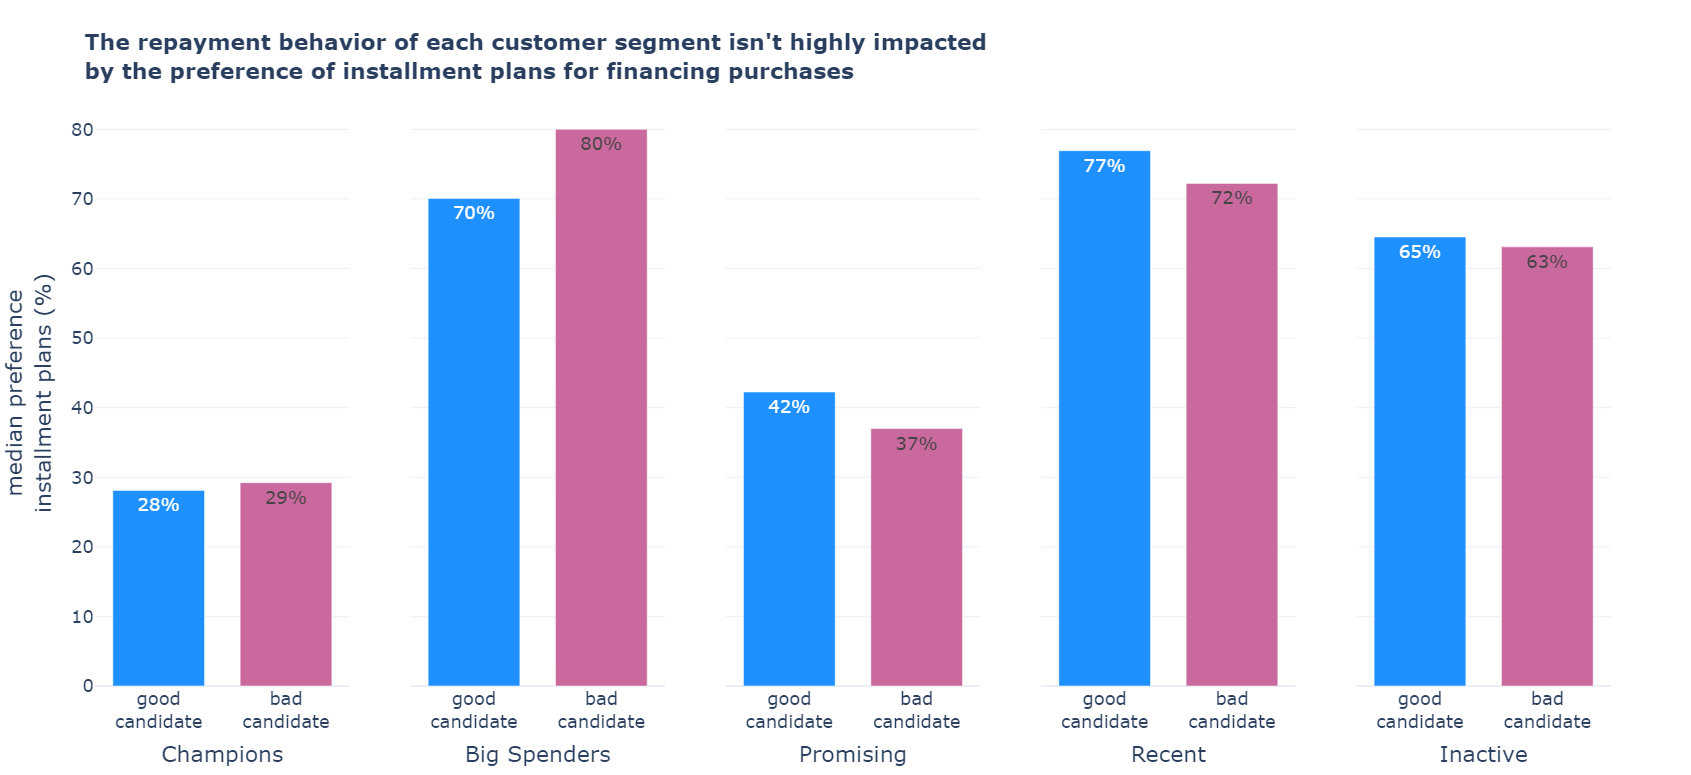 The repayment behavior of each customer segment isn't highly impacted
by the preference of installment plans for financing purchases
median preference
installment plans (%)
80
70
60
50
40
30
20
10
0
28%
29%
70%
80%
42%
37%
77%
72%
65%
63%
good
candidate
bad
candidate
good
candidate
bad
candidate
good
candidate
bad
candidate
good
candidate
bad
candidate
good
candidate
bad
candidate
Champions
Big Spenders
Promising
Recent
Inactive